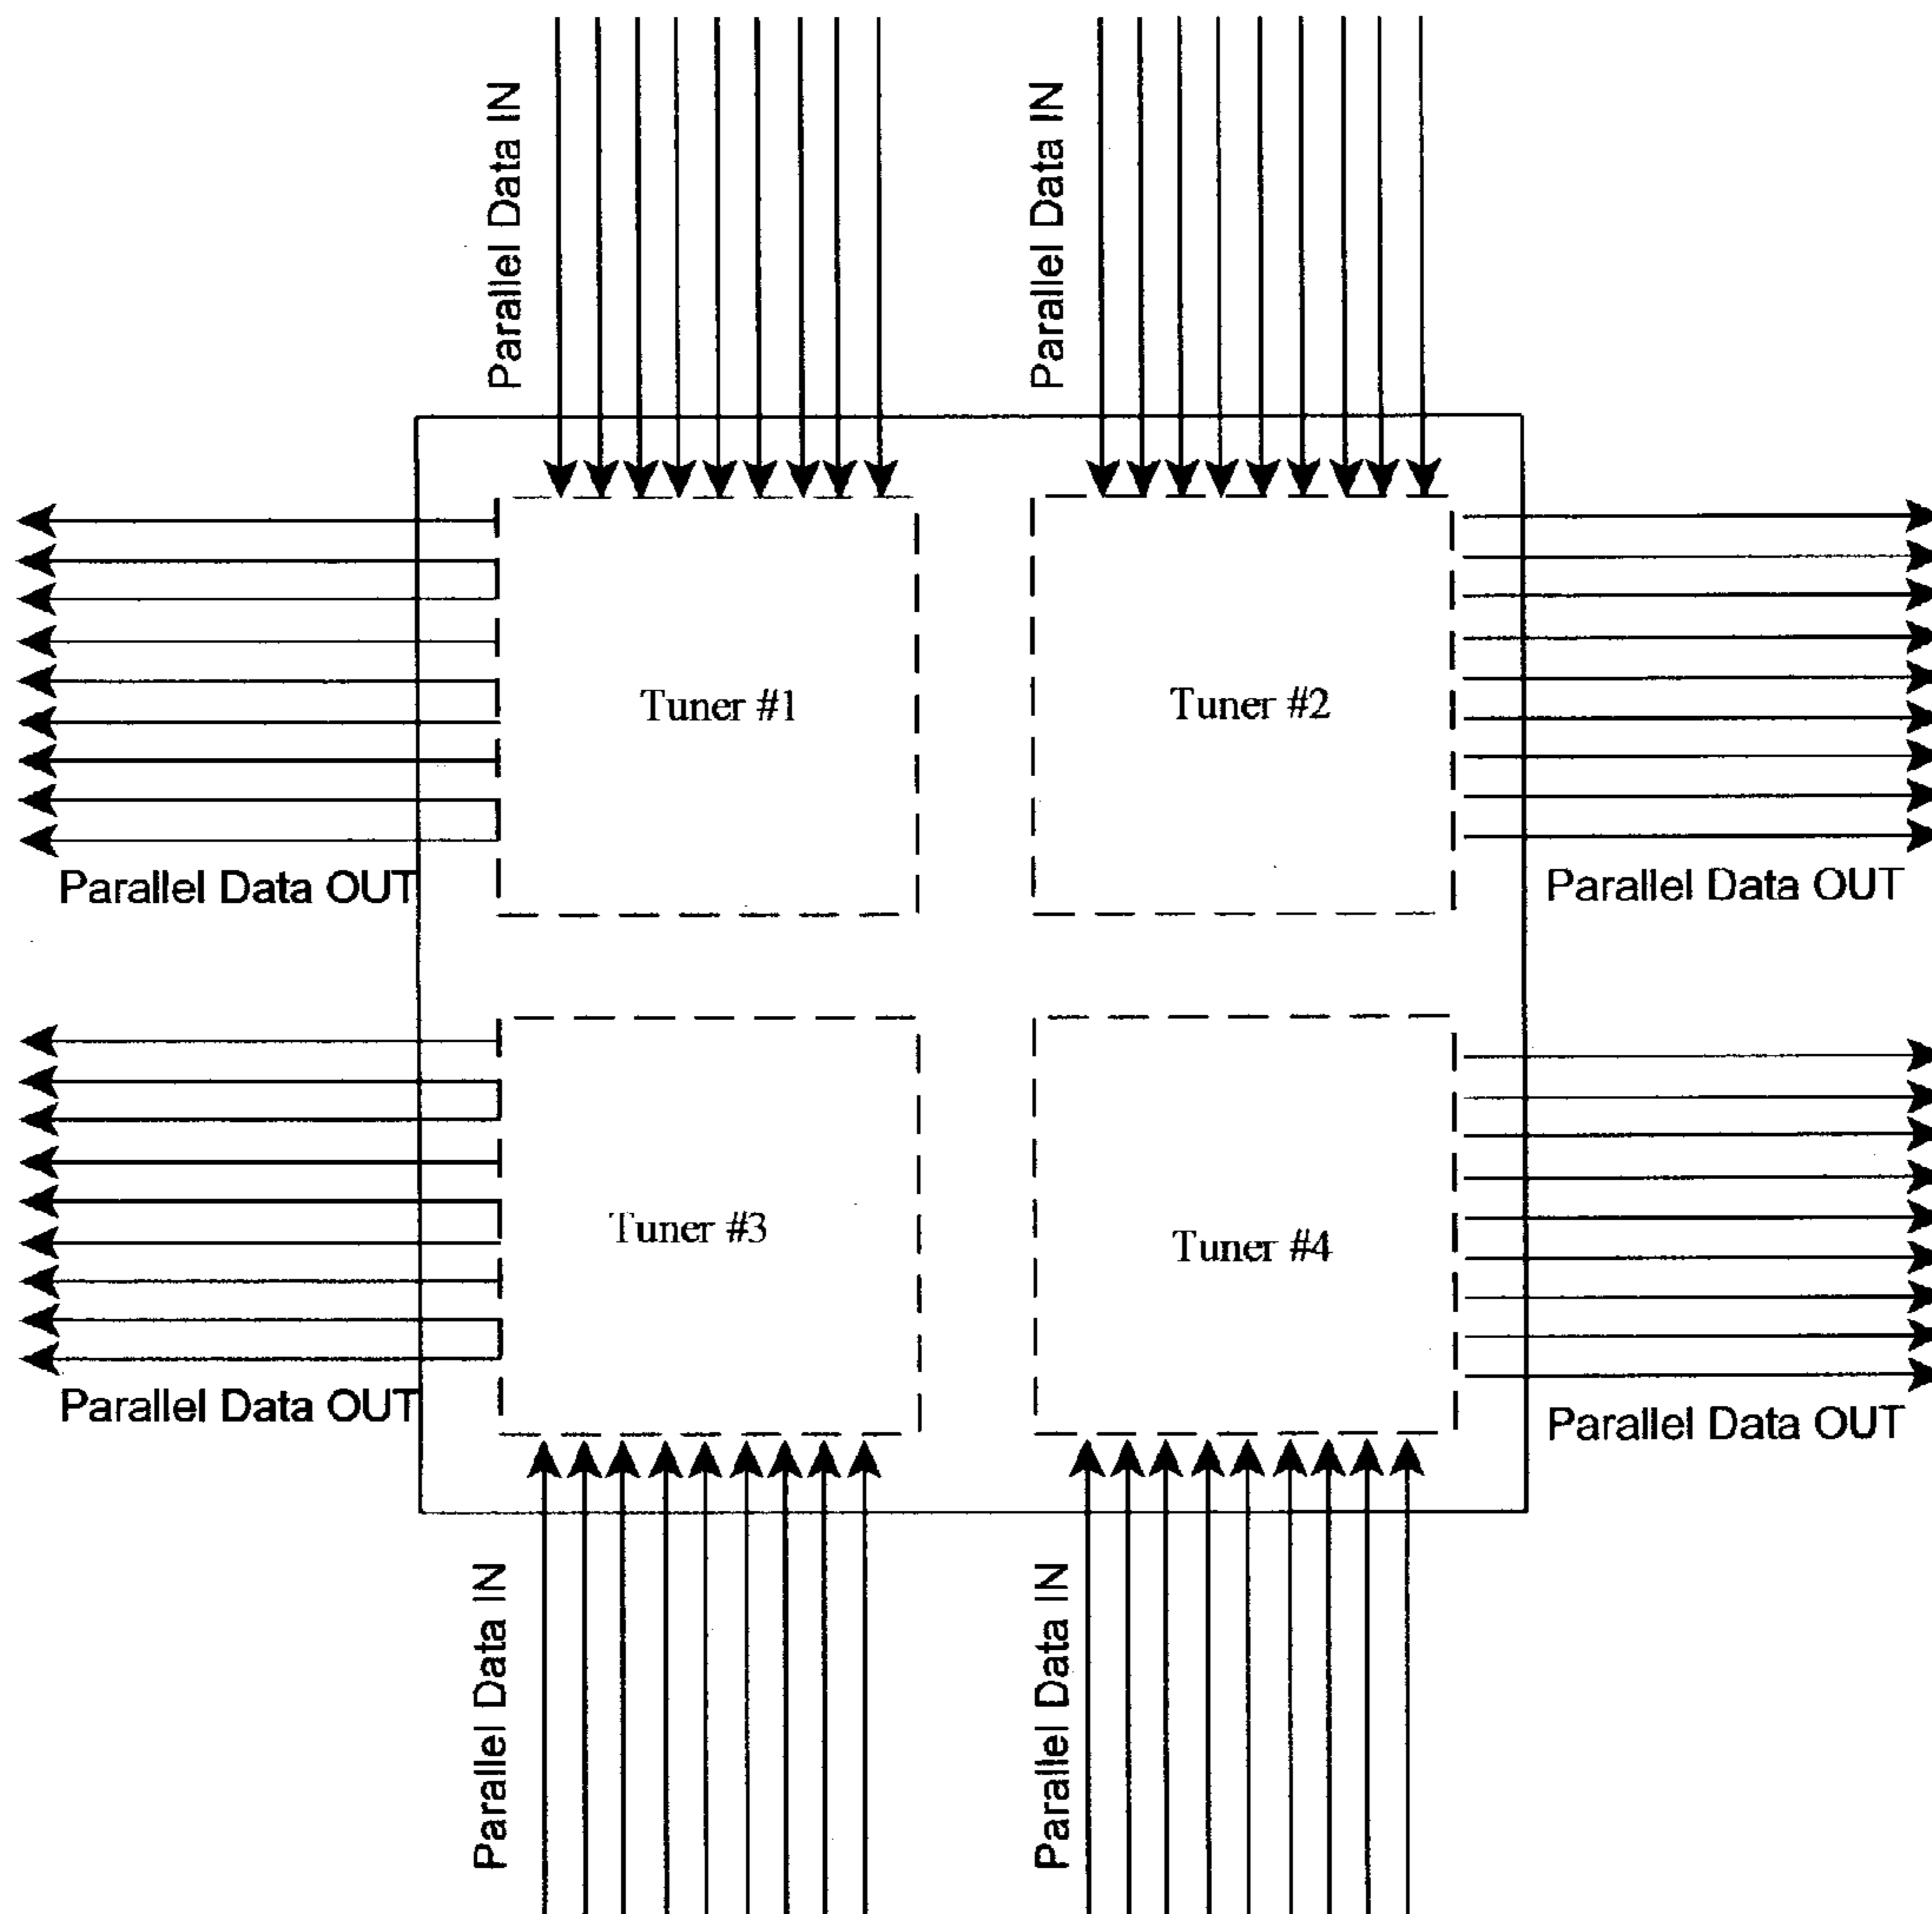 Parallel Data IN
Parallel Data IN
Tuner #1
Tuner #2
Parallel Data OUT
Parallel Data OUT
Tuner #3
Tuner #4
Parallel Data OUT
Parallel Data OUT
Parallel Data IN
Parallel Data IN